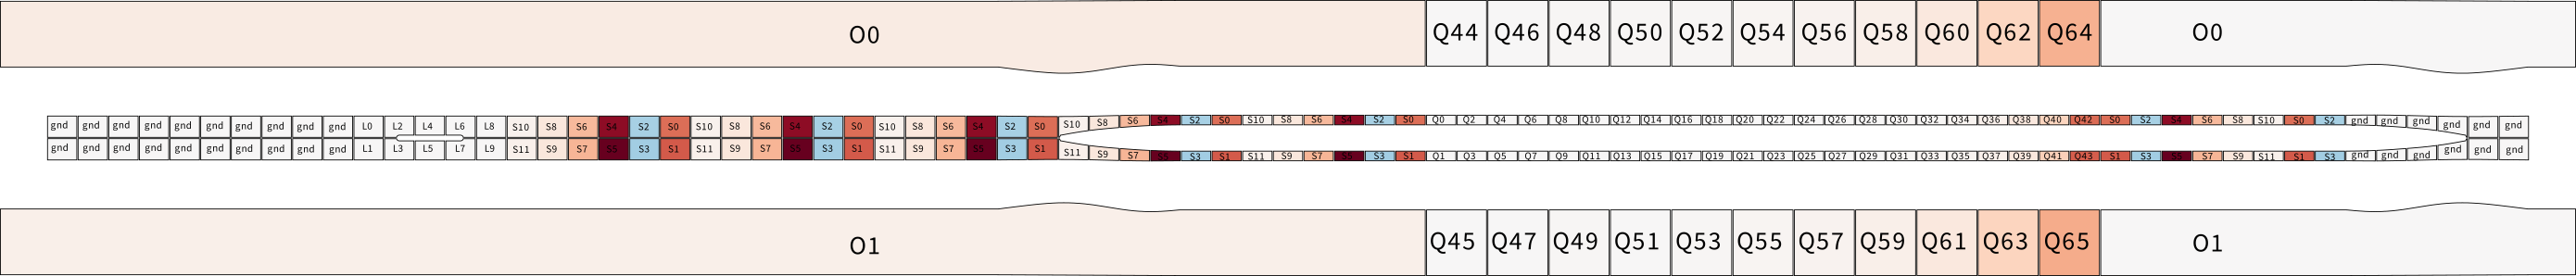 O0 Q44 Q46 Q48 Q50 Q52 Q54 Q56 Q58 Q60 Q62 Q64 O0
gnd gnd gnd gnd gnd gnd gnd gnd gnd gnd L0 L2 L4 L6 L8 S10 S8 S6 S4 S2 S0 S10 S8 S6 S4 S2 S0 S10 S8 S6 S4 S2 S0 S10 S8 S6 S4 S2 S0 S10 S8 S6 S4 S2 S0 Q0 Q2 Q4 Q6 Q8 Q10 Q12 Q14 Q16 Q18 Q20 Q22 Q24 Q26 Q28 Q30 Q32 Q34 Q36 Q38 Q40 Q42 S0 S2 S4 S6 S8 S10 S0 S2 gnd gnd gnd gnd gnd gnd
gnd gnd gnd gnd gnd gnd gnd gnd gnd gnd L1 L3 L5 L7 L9 S11 S9 S7 S5 S3 S1 S11 S9 S7 S5 S3 S1 S11 S9 S7 S5 S3 S1 S11 S9 S7 S5 S3 S1 S11 S9 S7 S5 S3 S1 Q1 Q3 Q5 Q7 Q9 Q11 Q13 Q15 Q17 Q19 Q21 Q23 Q25 Q27 Q29 Q31 Q33 Q35 Q37 Q39 Q41 Q43 S1 S3 S5 S7 S9 S11 S1 S3 gnd gnd gnd gnd gnd gnd
O1 Q45 Q47 Q49 Q51 Q53 Q55 Q57 Q59 Q61 Q63 Q65 O1